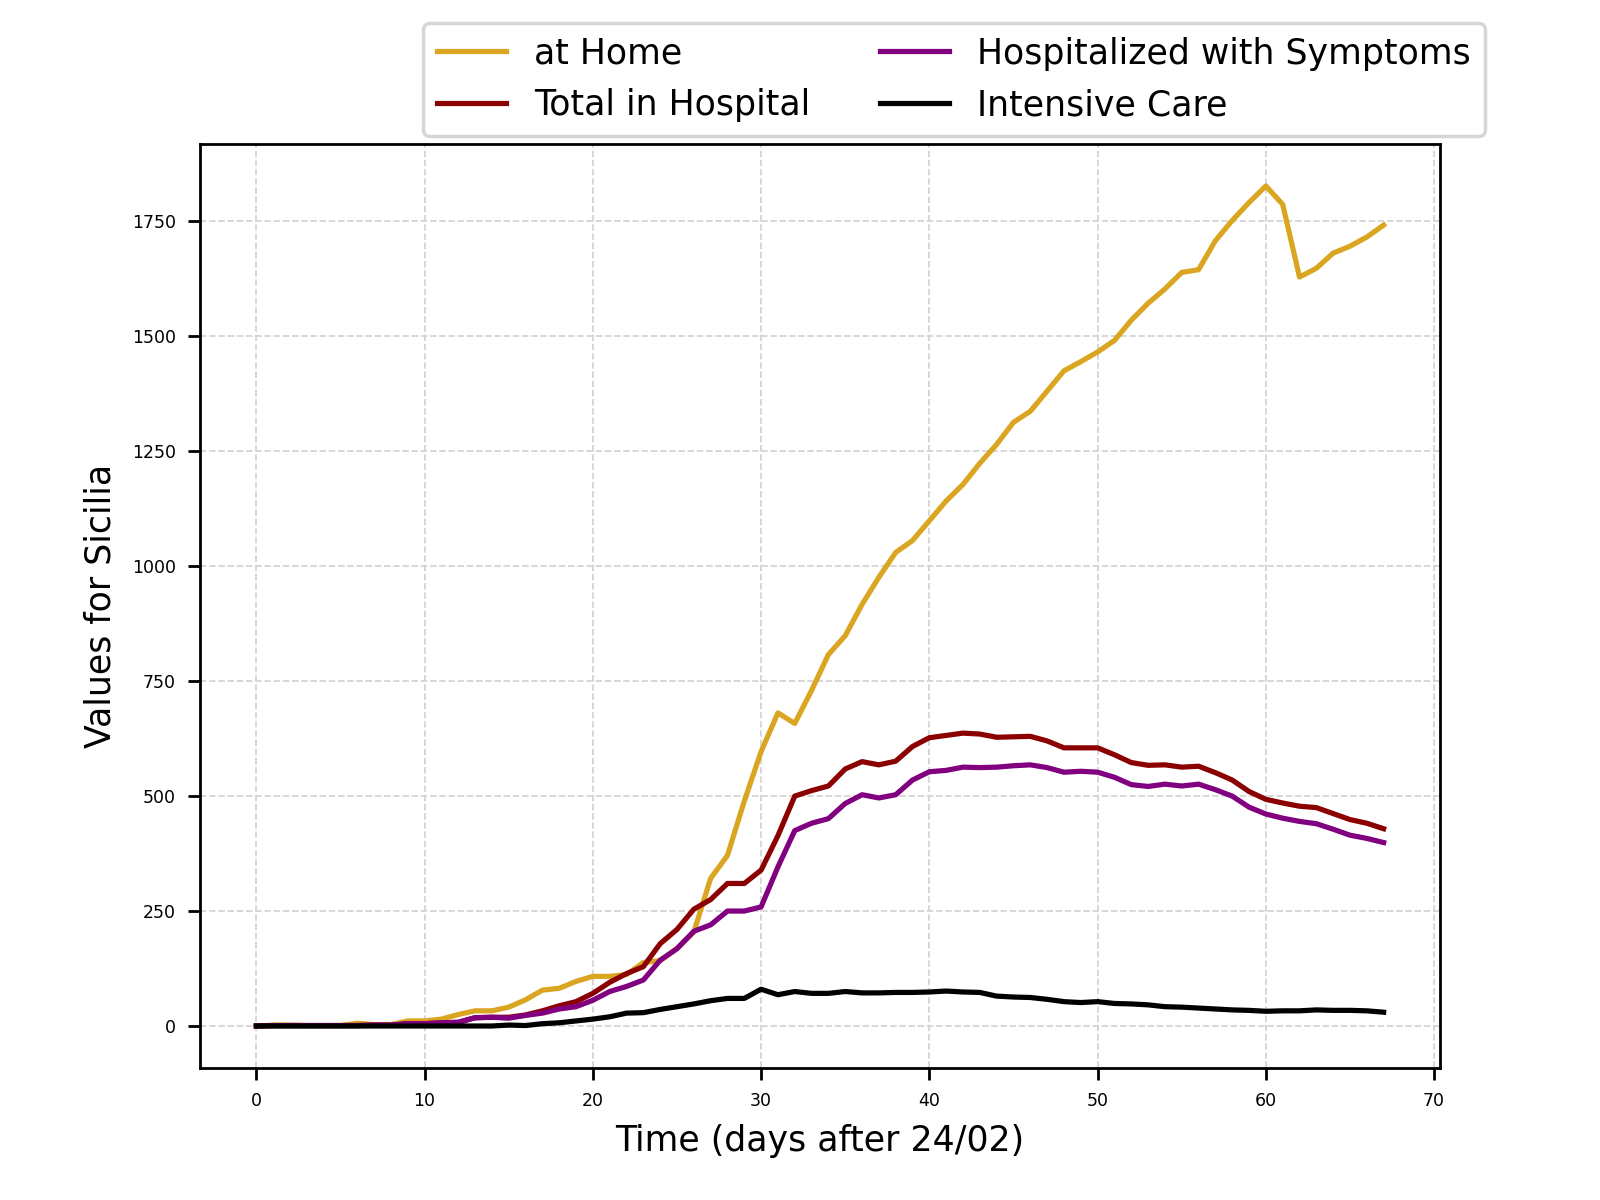 at Home
Total in Hospital
Hospitalized with Symptoms
Intensive Care
1750
1500
1250
1000
750
500
250
0
Values for Sicilia
0 10 20 30 40 50 60 70
Time (days after 24/02)